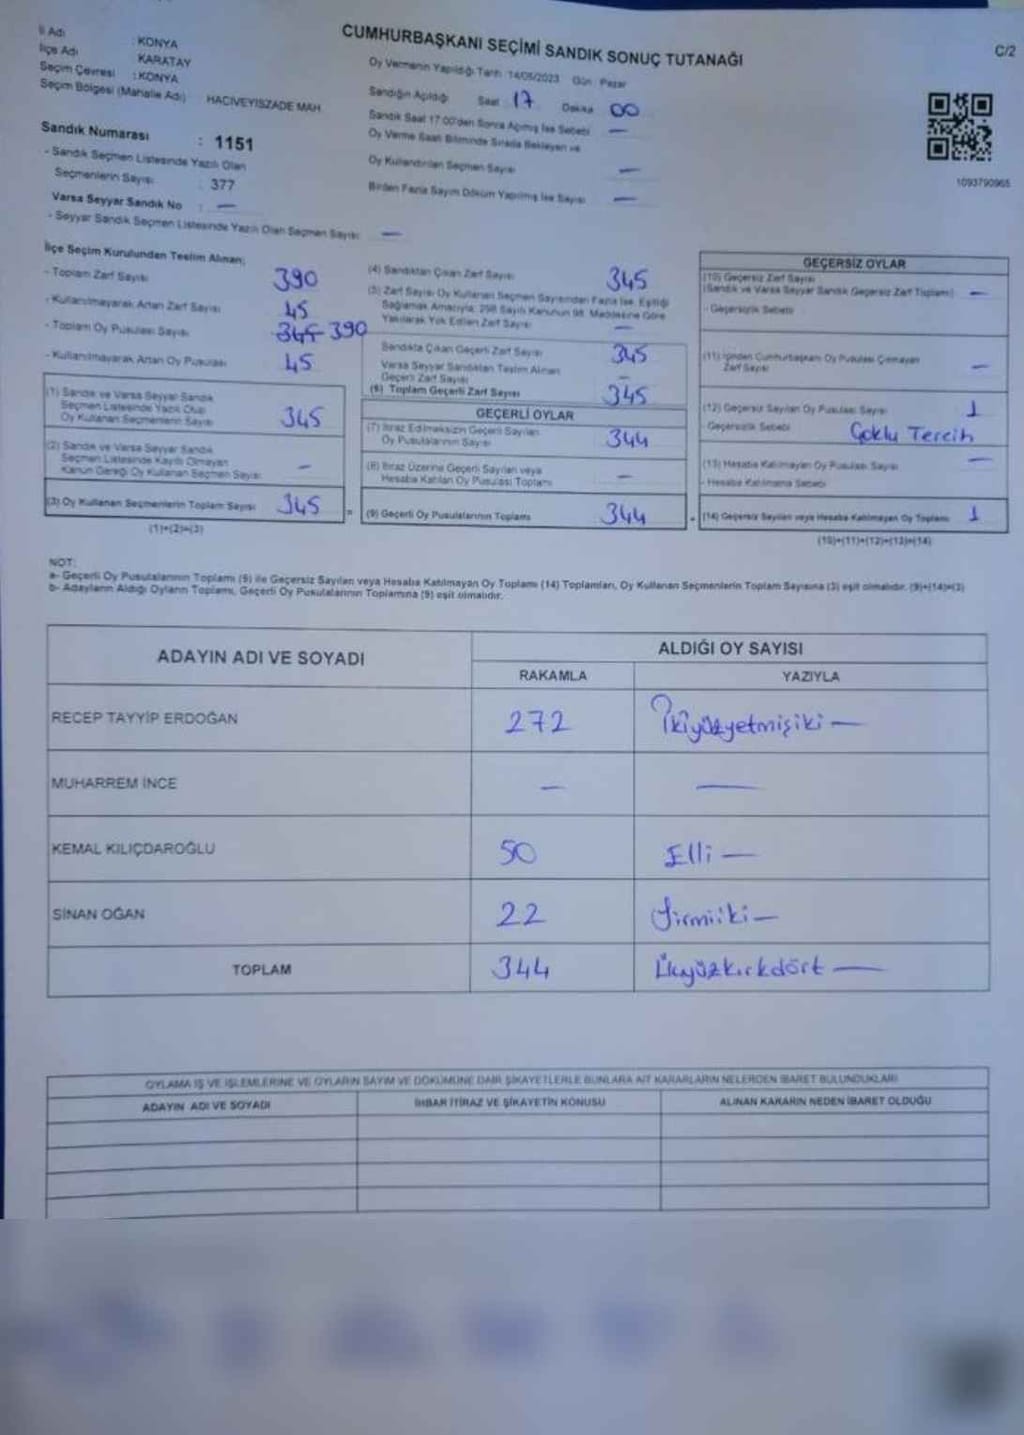 İl Adı : KONYA
İlçe Adı : KARATAY
Seçim Çevresi : KONYA
Seçim Bölgesi (Mahalle Adı) : HACIVEYISZADE MAH.
Sandık Numarası : 1151
- Sandık Seçmen Listesinde Yazılı Olan
Seçmenlerin Sayısı : 377
Varsa Seyyar Sandık No : —
- Seyyar Sandık Seçmen Listesinde Yazılı Olan Seçmen Sayısı : —
CUMHURBAŞKANI SEÇİMİ SANDIK SONUÇ TUTANAĞI
C/2
Oy Vermenin Yapıldığı Tarih : 14/05/2023 Gün : Pazar
Sandığın Açıldığı Saat : 17 Dakika : 00
Sandık Saat 17.00'den Sonra Açılmış İse Sebebi —
Oy Verme Saati Bitiminde Sırada Bekleyen ve
Oy Kullandırılan Seçmen Sayısı —
Birden Fazla Sayım Döküm Yapılmış İse Sayısı —
1093790965
İlçe Seçim Kurulundan Teslim Alınan;
- Toplam Zarf Sayısı 390
- Kullanılmayarak Artan Zarf Sayısı 45
- Toplam Oy Pusulası Sayısı 345 390
- Kullanılmayarak Artan Oy Pusulası 45
(1) Sandık ve Varsa Seyyar Sandık
Seçmen Listesinde Yazılı Olup
Oy Kullanan Seçmenlerin Sayısı 345
(2) Sandık ve Varsa Seyyar Sandık
Seçmen Listesinde Kayıtlı Olmayan
Kanun Gereği Oy Kullanan Seçmen Sayısı —
(3) Oy Kullanan Seçmenlerin Toplam Sayısı 345
(1)+(2)=(3)
(4) Sandıktan Çıkan Zarf Sayısı 345
(5) Zarf Sayısı Oy Kullanan Seçmen Sayısından Fazla İse, Eşitliği
Sağlamak Amacıyla; 298 Sayılı Kanunun 98. Maddesine Göre
Yakılarak Yok Edilen Zarf Sayısı —
Sandıkta Çıkan Geçerli Zarf Sayısı 345
Varsa Seyyar Sandıktan Teslim Alınan
Geçerli Zarf Sayısı —
(6) Toplam Geçerli Zarf Sayısı 345
GEÇERLİ OYLAR
(7) İtiraz Edilmeksizin Geçerli Sayılan
Oy Pusulalarının Sayısı 344
(8) İtiraz Üzerine Geçerli Sayılan veya
Hesaba Katılan Oy Pusulası Toplamı —
(9) Geçerli Oy Pusulalarının Toplamı 344
GEÇERSİZ OYLAR
(10) Geçersiz Zarf Sayısı
(Sandık ve Varsa Seyyar Sandık Geçersiz Zarf Toplamı) —
- Geçersizlik Sebebi
(11) İçinden Cumhurbaşkanı Oy Pusulası Çıkmayan
Zarf Sayısı —
(12) Geçersiz Sayılan Oy Pusulası Sayısı 1
- Geçersizlik Sebebi Çoklu Tercih
(13) Hesaba Katılmayan Oy Pusulası Sayısı —
- Hesaba Katılmama Sebebi
(14) Geçersiz Sayılan veya Hesaba Katılmayan Oy Toplamı 1
(10)+(11)+(12)+(13)=(14)
NOT:
a- Geçerli Oy Pusulalarının Toplamı (9) ile Geçersiz Sayılan veya Hesaba Katılmayan Oy Toplamı (14) Toplamları, Oy Kullanan Seçmenlerin Toplam Sayısına (3) eşit olmalıdır. (9)+(14)=(3)
b- Adayların Aldığı Oyların Toplamı, Geçerli Oy Pusulalarının Toplamına (9) eşit olmalıdır.
ADAYIN ADI VE SOYADI
ALDIĞI OY SAYISI
RAKAMLA YAZIYLA
RECEP TAYYİP ERDOĞAN 272 İkiyüzyetmişiki —
MUHARREM İNCE — —
KEMAL KILIÇDAROĞLU 50 Elli —
SİNAN OĞAN 22 Yirmiiki —
TOPLAM 344 Üçyüzkırkdört —
OYLAMA İŞ VE İŞLEMLERİNE VE OYLARIN SAYIM VE DÖKÜMÜNE DAİR ŞİKAYETLERLE BUNLARA AİT KARARLARIN NELERDEN İBARET BULUNDUKLARI
ADAYIN ADI VE SOYADI İHBAR İTİRAZ VE ŞİKAYETİN KONUSU ALINAN KARARIN NEDEN İBARET OLDUĞU